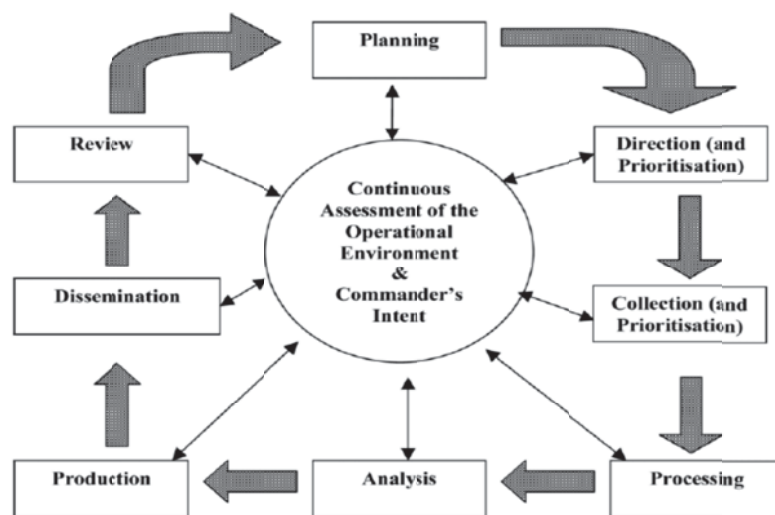 Planning
Review
Direction (and
Prioritisation)
Continuous
Assessment of the
Operational
Environment
&
Commander's
Intent
Dissemination
Collection (and
Prioritisation)
Production
Analysis
Processing